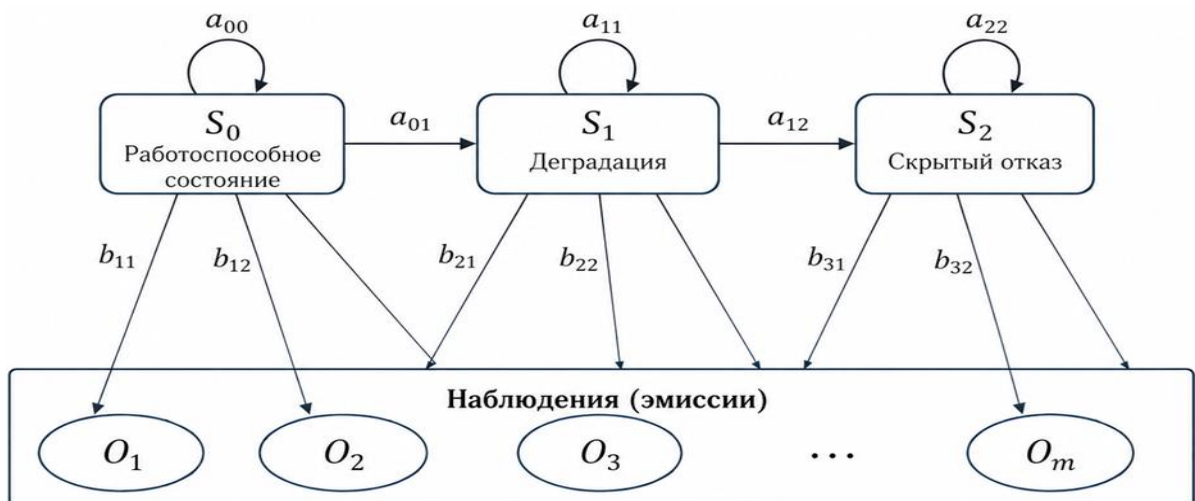 a₀₀ a₁₁ a₂₂
S₀
Работоспособное
состояние
a₀₁
S₁
Деградация
a₁₂
S₂
Скрытый отказ
b₁₁ b₁₂ b₂₁ b₂₂ b₃₁ b₃₂
Наблюдения (эмиссии)
O₁ O₂ O₃ ... Oₘ